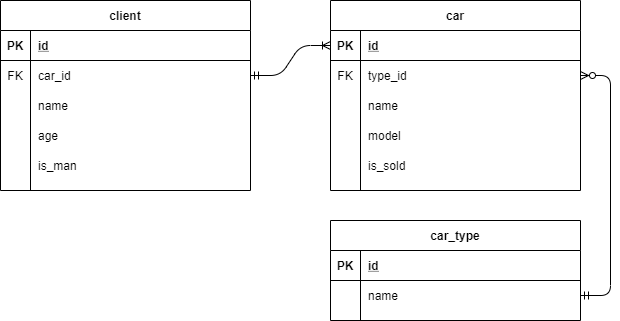 client
PK id
FK car_id
name
age
is_man
car
PK id
FK type_id
name
model
is_sold
car_type
PK id
name